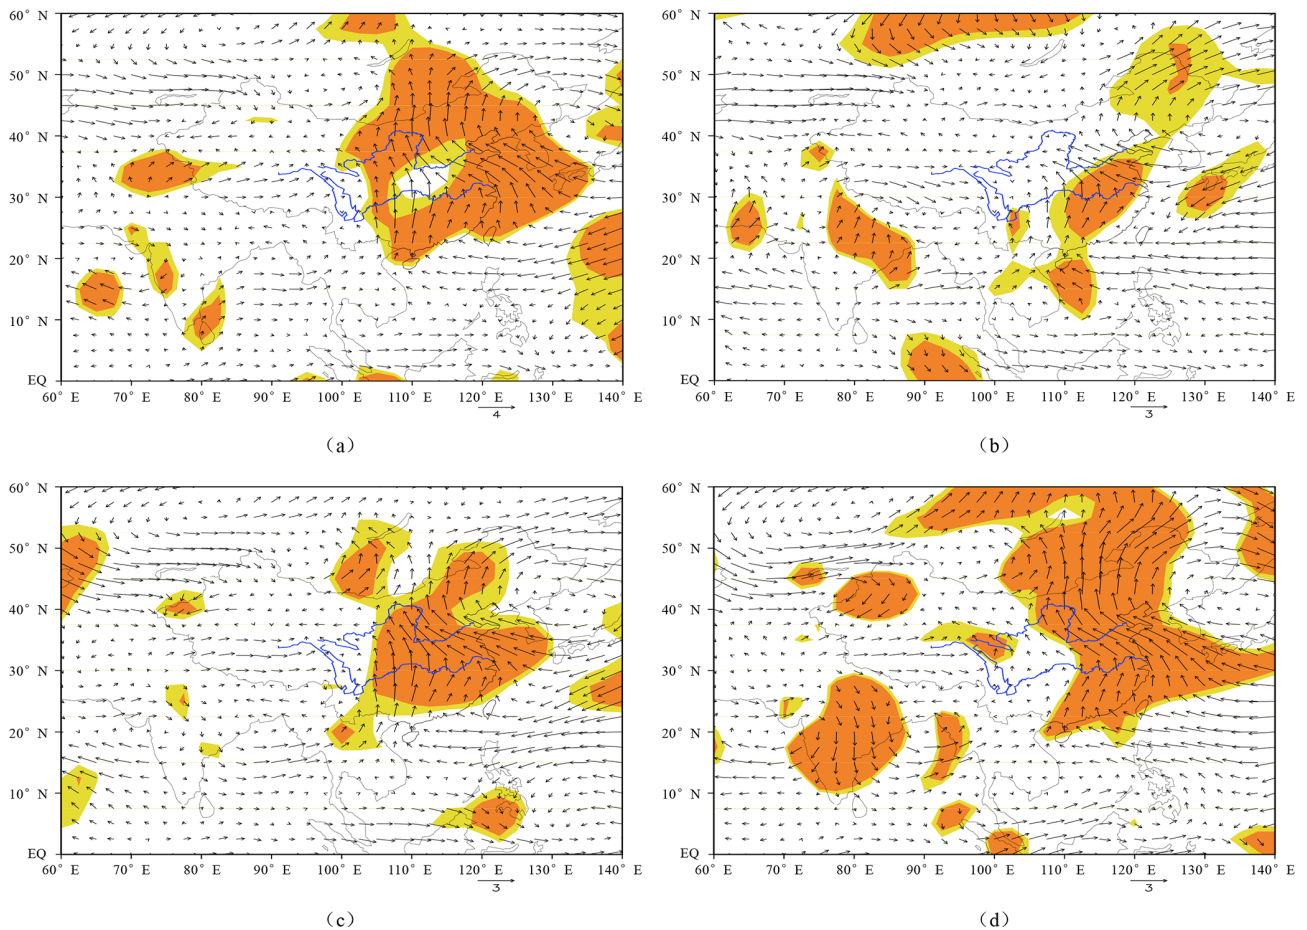 60° N 60° N
50° N 50° N
40° N 40° N
30° N 30° N
20° N 20° N
10° N 10° N
EQ EQ
60° E 70° E 80° E 90° E 100° E 110° E 120° E 130° E 140° E 60° E 70° E 80° E 90° E 100° E 110° E 120° E 130° E 140° E
4 3
（a） （b）
60° N 60° N
50° N 50° N
40° N 40° N
30° N 30° N
20° N 20° N
10° N 10° N
EQ EQ
60° E 70° E 80° E 90° E 100° E 110° E 120° E 130° E 140° E 60° E 70° E 80° E 90° E 100° E 110° E 120° E 130° E 140° E
3 3
（c） （d）